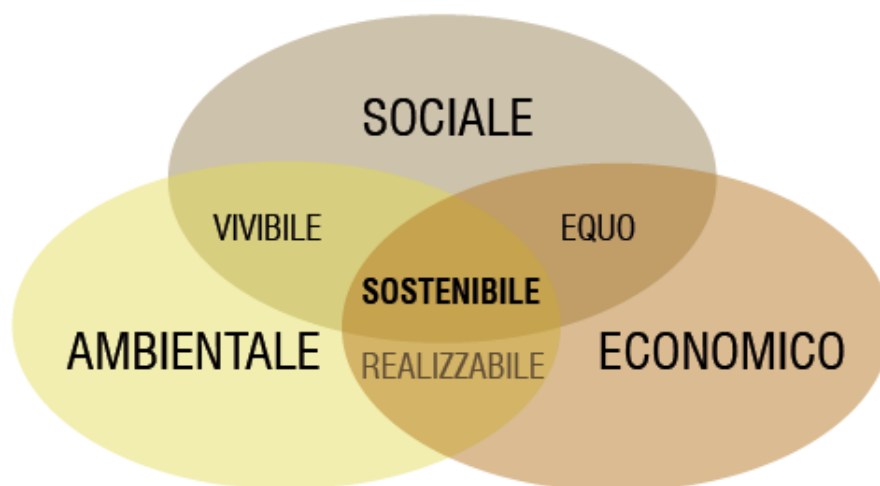 SOCIALE
VIVIBILE
EQUO
SOSTENIBILE
AMBIENTALE
REALIZZABILE
ECONOMICO